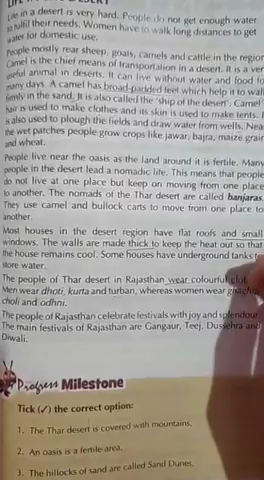 Life in a desert is very hard. People do not get enough water
to fulfil their needs. Women have to walk long distances to get
water for domestic use.
People mostly rear sheep, goats, camels and cattle in the region.
Camel is the chief means of transportation in a desert. It is a very
useful animal in deserts. It can live without water and food for
many days. A camel has broad-padded feet which help it to walk
firmly in the sand. It is also called the 'ship of the desert'. Camel
hair is used to make clothes and its skin is used to make tents. I
is also used to plough the fields and draw water from wells. Nea
the wet patches people grow crops like jawar, bajra, maize grair
and wheat.
People live near the oasis as the land around it is fertile. Many
people in the desert lead a nomadic life. This means that people
do not live at one place but keep on moving from one place
to another. The nomads of the Thar desert are called banjaras.
They use camel and bullock carts to move from one place to
another.
Most houses in the desert region have flat roofs and small
windows. The walls are made thick to keep the heat out so that
the house remains cool. Some houses have underground tanks
store water.
The people of Thar desert in Rajasthan wear colourful
Men wear dhoti, kurta and turban, whereas women wear
choli and odhni.
The people of Rajasthan celebrate festivals with joy and splendour.
The main festivals of Rajasthan are Gangaur, Teej, Dussehra and
Diwali.
Progress Milestone
Tick (✓) the correct option:
1. The Thar desert is covered with mountains.
2. An oasis is a fertile area.
3. The hillocks of sand are called Sand Dunes.